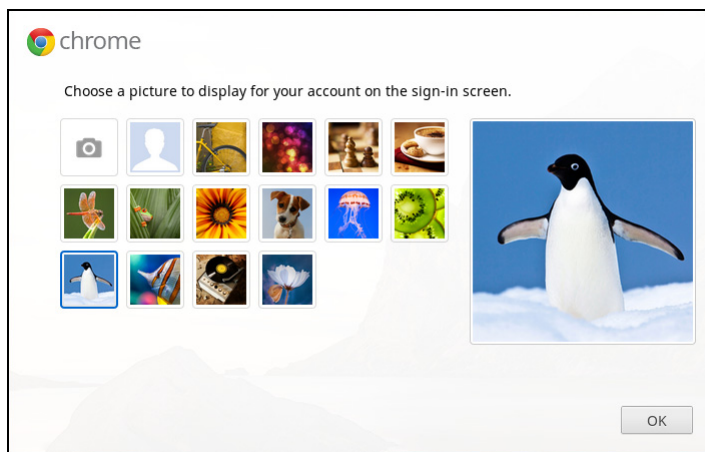 chrome
Choose a picture to display for your account on the sign-in screen.
OK